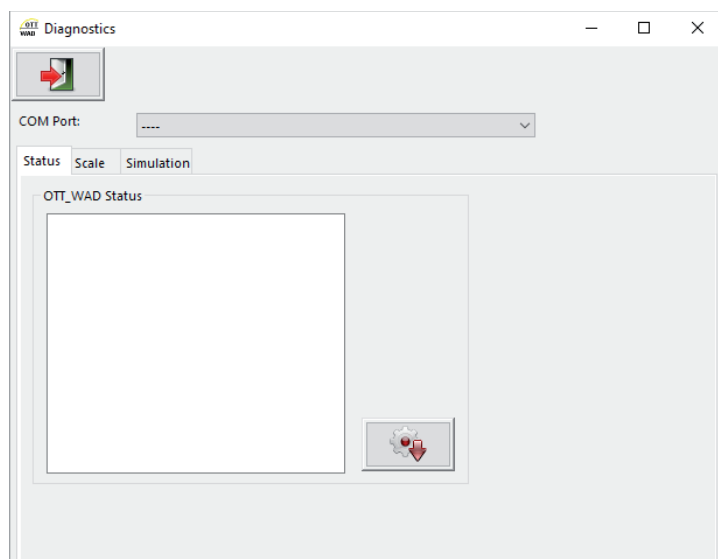 OTT
WAD Diagnostics
COM Port: ----
Status Scale Simulation
OTT_WAD Status